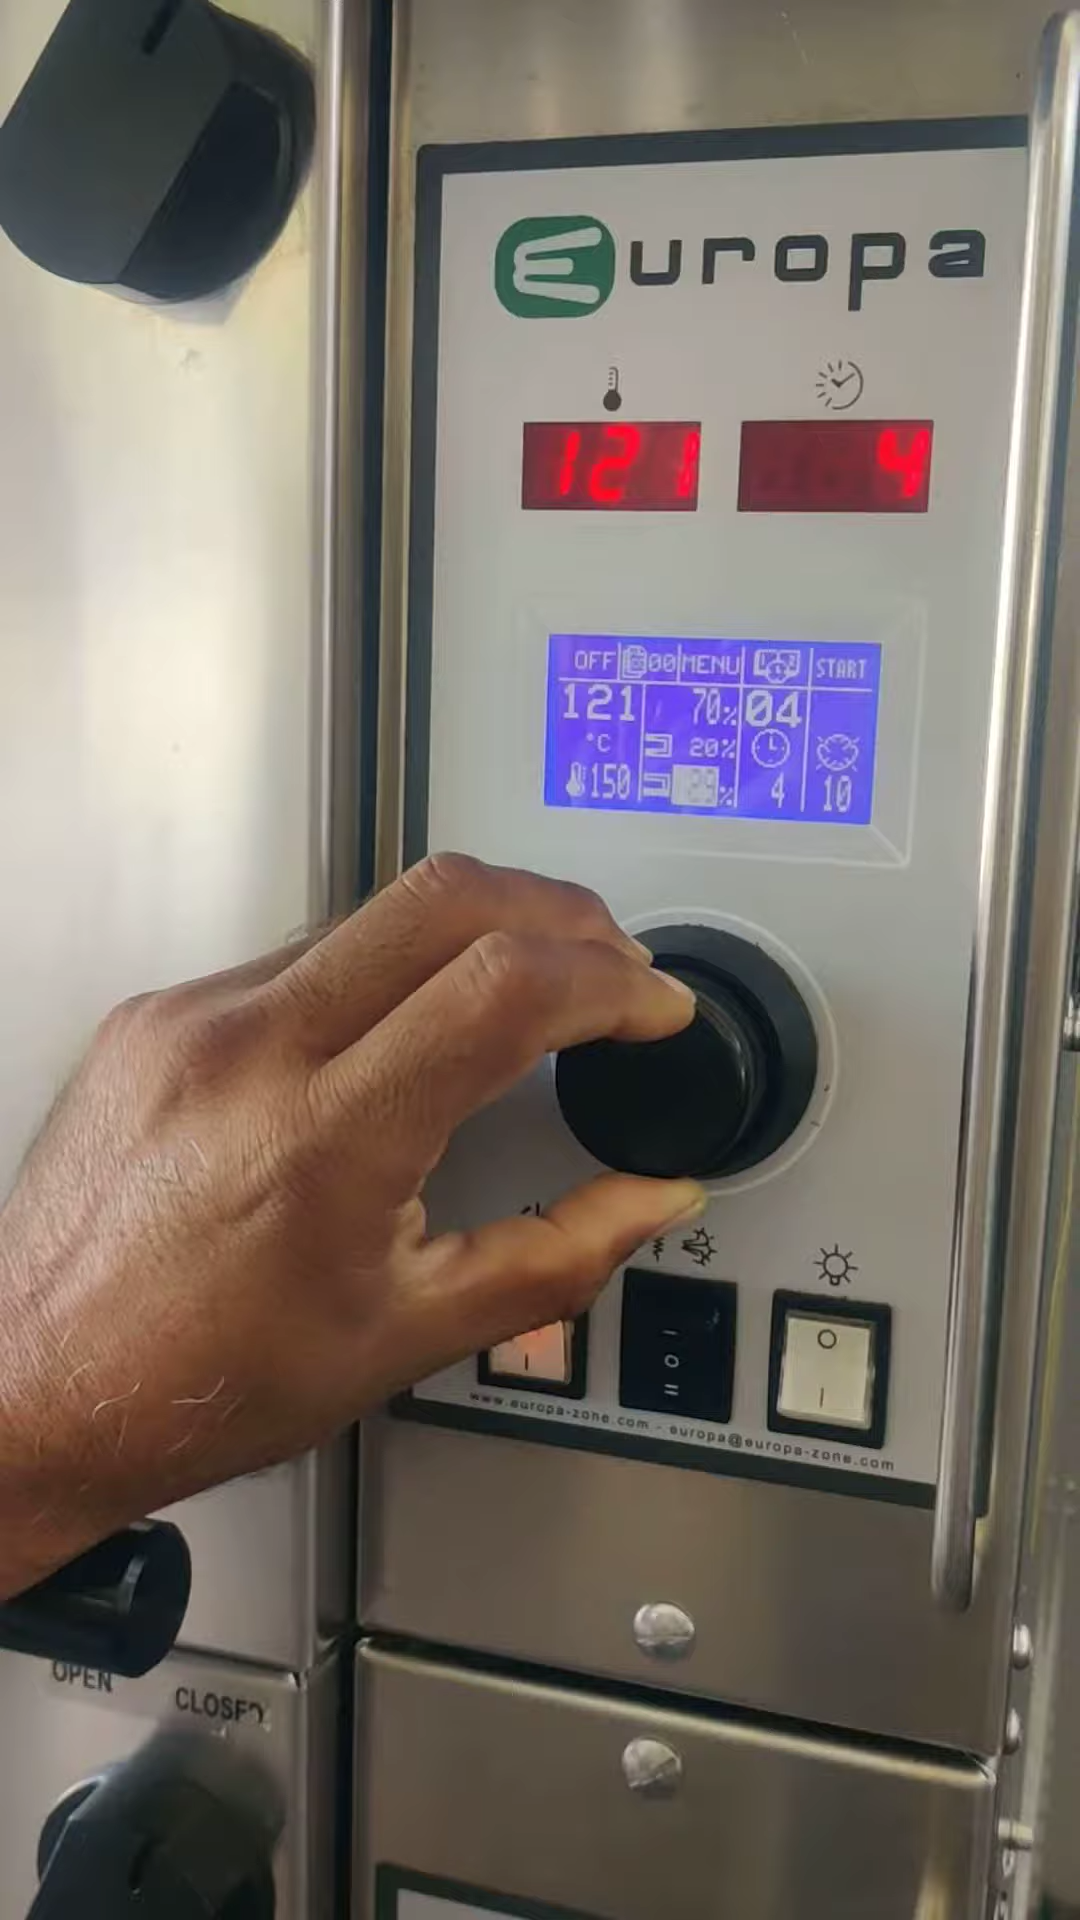 Europa
121 4
OFF 00 MENU START
121 70% 04
°C 20%
150 % 4 10
I
O
II
O
I
I
www.europa-zone.com - europa@europa-zone.com
OPEN
CLOSED